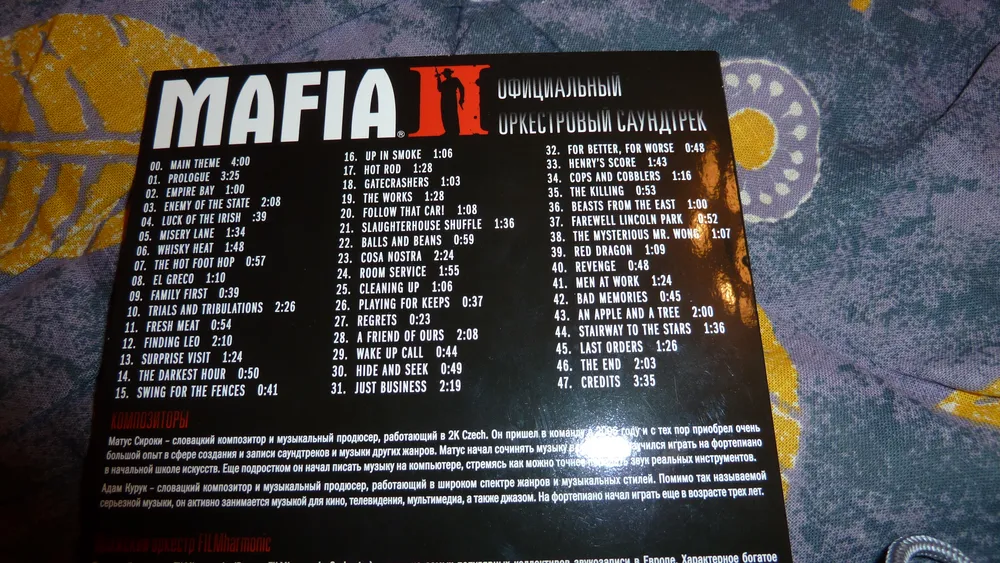 MAFIA® II
ОФИЦИАЛЬНЫЙ
ОРКЕСТРОВЫЙ САУНДТРЕК
00. MAIN THEME 4:00
01. PROLOGUE 3:25
02. EMPIRE BAY 1:00
03. ENEMY OF THE STATE 2:08
04. LUCK OF THE IRISH :39
05. MISERY LANE 1:34
06. WHISKY HEAT 1:48
07. THE HOT FOOT HOP 0:57
08. EL GRECO 1:10
09. FAMILY FIRST 0:39
10. TRIALS AND TRIBULATIONS 2:26
11. FRESH MEAT 0:54
12. FINDING LEO 2:10
13. SURPRISE VISIT 1:24
14. THE DARKEST HOUR 0:50
15. SWING FOR THE FENCES 0:41
16. UP IN SMOKE 1:06
17. HOT ROD 1:28
18. GATECRASHERS 1:03
19. THE WORKS 1:28
20. FOLLOW THAT CAR! 1:08
21. SLAUGHTERHOUSE SHUFFLE 1:36
22. BALLS AND BEANS 0:59
23. COSA NOSTRA 2:24
24. ROOM SERVICE 1:55
25. CLEANING UP 1:06
26. PLAYING FOR KEEPS 0:37
27. REGRETS 0:23
28. A FRIEND OF OURS 2:08
29. WAKE UP CALL 0:44
30. HIDE AND SEEK 0:49
31. JUST BUSINESS 2:19
32. FOR BETTER, FOR WORSE 0:48
33. HENRY'S SCORE 1:43
34. COPS AND COBBLERS 1:16
35. THE KILLING 0:53
36. BEASTS FROM THE EAST 1:00
37. FAREWELL LINCOLN PARK 0:52
38. THE MYSTERIOUS MR. WONG 1:07
39. RED DRAGON 1:09
40. REVENGE 0:48
41. MEN AT WORK 1:24
42. BAD MEMORIES 0:45
43. AN APPLE AND A TREE 2:00
44. STAIRWAY TO THE STARS 1:36
45. LAST ORDERS 1:26
46. THE END 2:03
47. CREDITS 3:35
КОМПОЗИТОРЫ
Матус Сироки – словацкий композитор и музыкальный продюсер, работающий в 2K Czech. Он пришел в команду в 2006 году и с тех пор приобрел очень
большой опыт в сфере создания и записи саундтреков и музыки других жанров. Матус начал сочинять музыку играть на фортепиано
в начальной школе искусств. Еще подростком он начал писать музыку на компьютере, стремясь как можно точнее звук реальных инструментов.
Адам Курук – словацкий композитор и музыкальный продюсер, работающий в широком спектре жанров и музыкальных стилей. Помимо так называемой
серьезной музыки, он активно занимается музыкой для кино, телевидения, мультимедиа, а также джазом. На фортепиано начал играть еще в возрасте трех лет.
оркестр FILMharmonic
звукозаписи в Европе. Характерное богатое